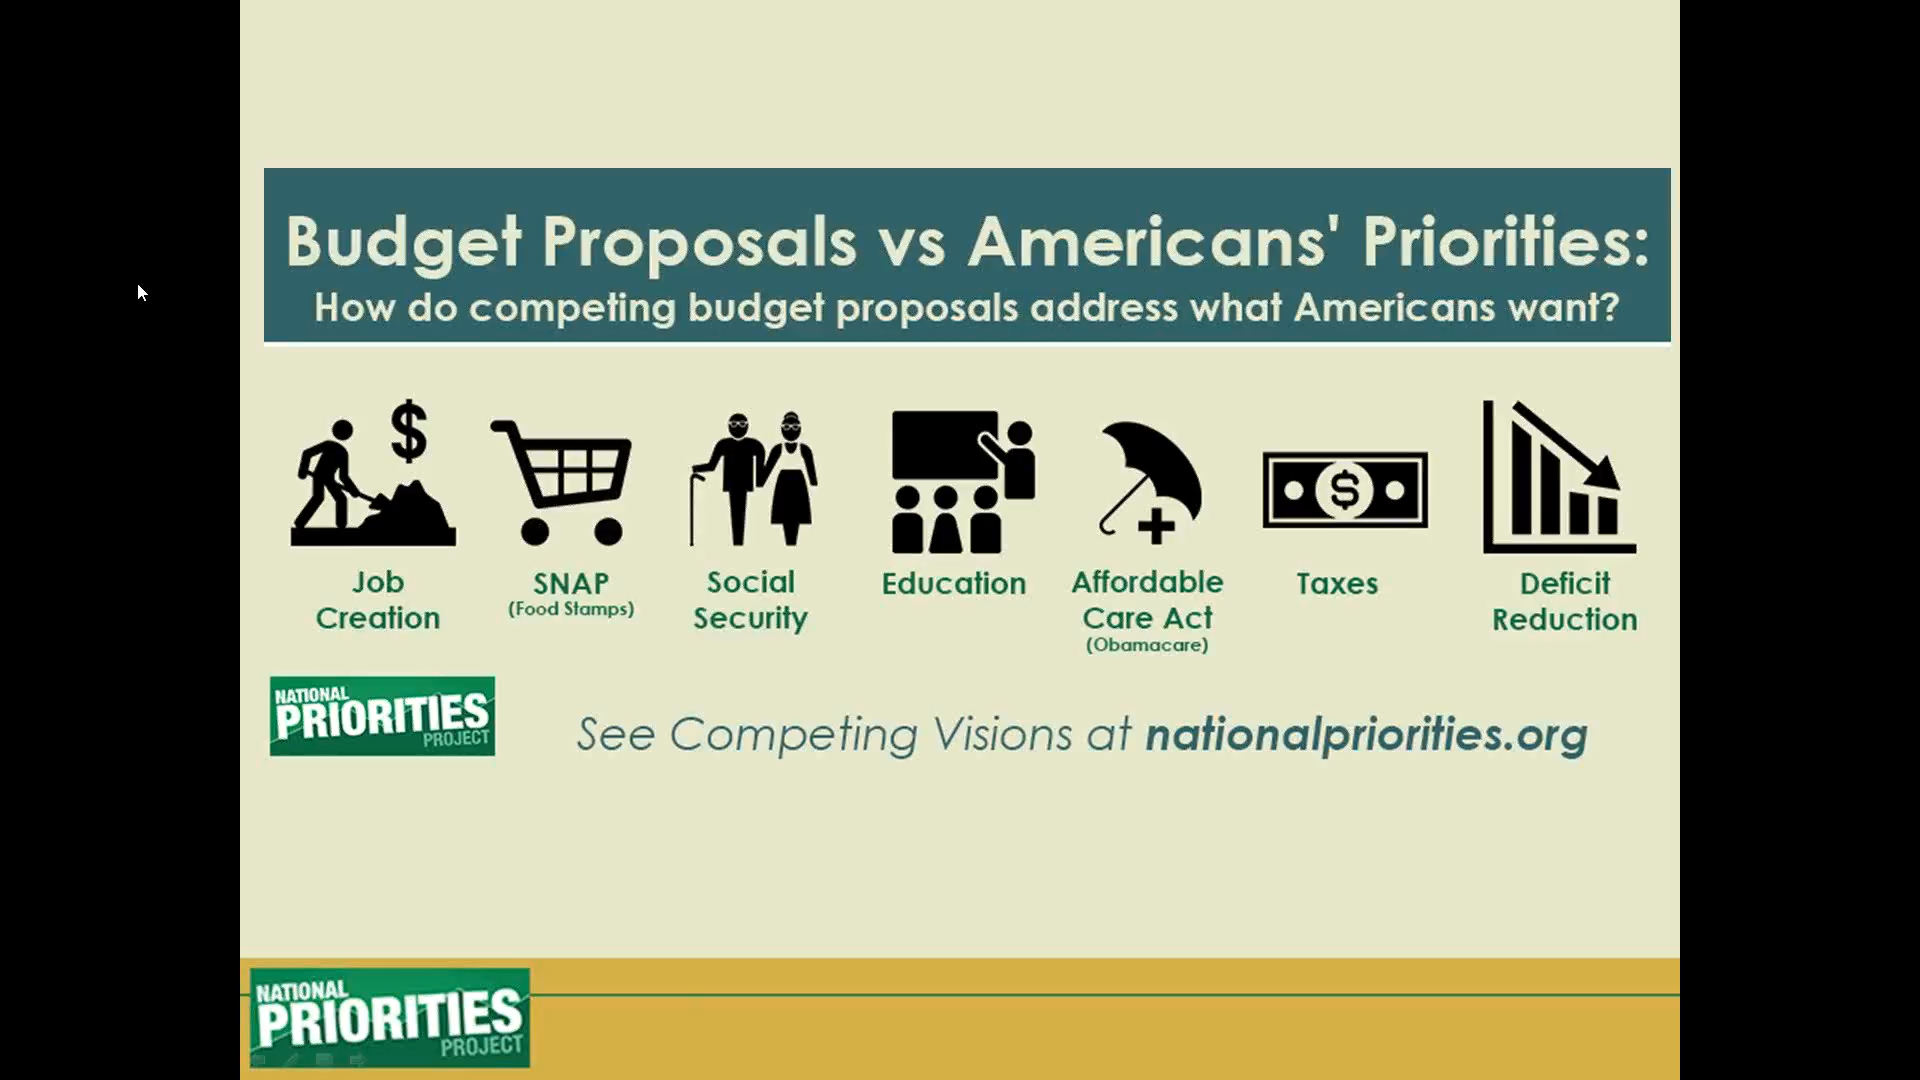 Budget Proposals vs Americans' Priorities:
How do competing budget proposals address what Americans want?
$
$
Job
Creation
SNAP
(Food Stamps)
Social
Security
Education
Affordable
Care Act
(Obamacare)
Taxes
Deficit
Reduction
NATIONAL
PRIORITIES
PROJECT
See Competing Visions at nationalpriorities.org
NATIONAL
PRIORITIES
PROJECT